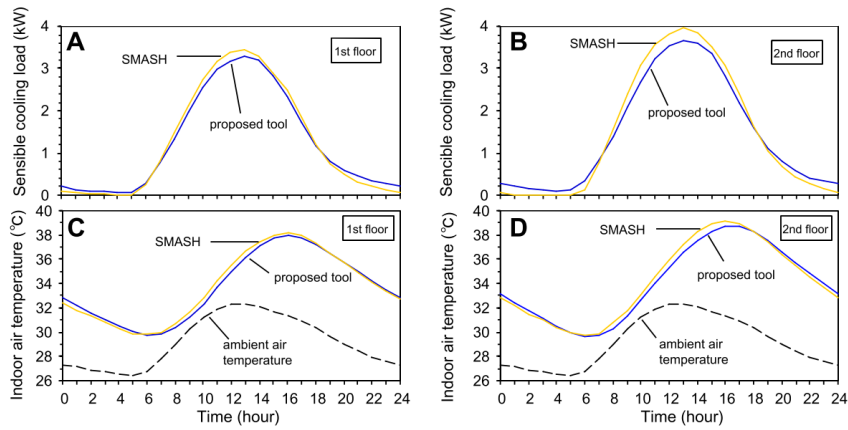 Sensible cooling load (kW)
4
3
2
1
0
A
SMASH
1st floor
proposed tool
Sencible cooling load (kW)
4
3
2
1
0
B
SMASH
2nd floor
proposed tool
Indoor air temperature (°C)
40
38
36
34
32
30
28
26
C
SMASH
1st floor
proposed tool
ambient air
temperature
0 2 4 6 8 10 12 14 16 18 20 22 24
Time (hour)
Indoor air temperature (°C)
40
38
36
34
32
30
28
26
D
SMASH
2nd floor
proposed tool
ambient air
temperature
0 2 4 6 8 10 12 14 16 18 20 22 24
Time (hour)